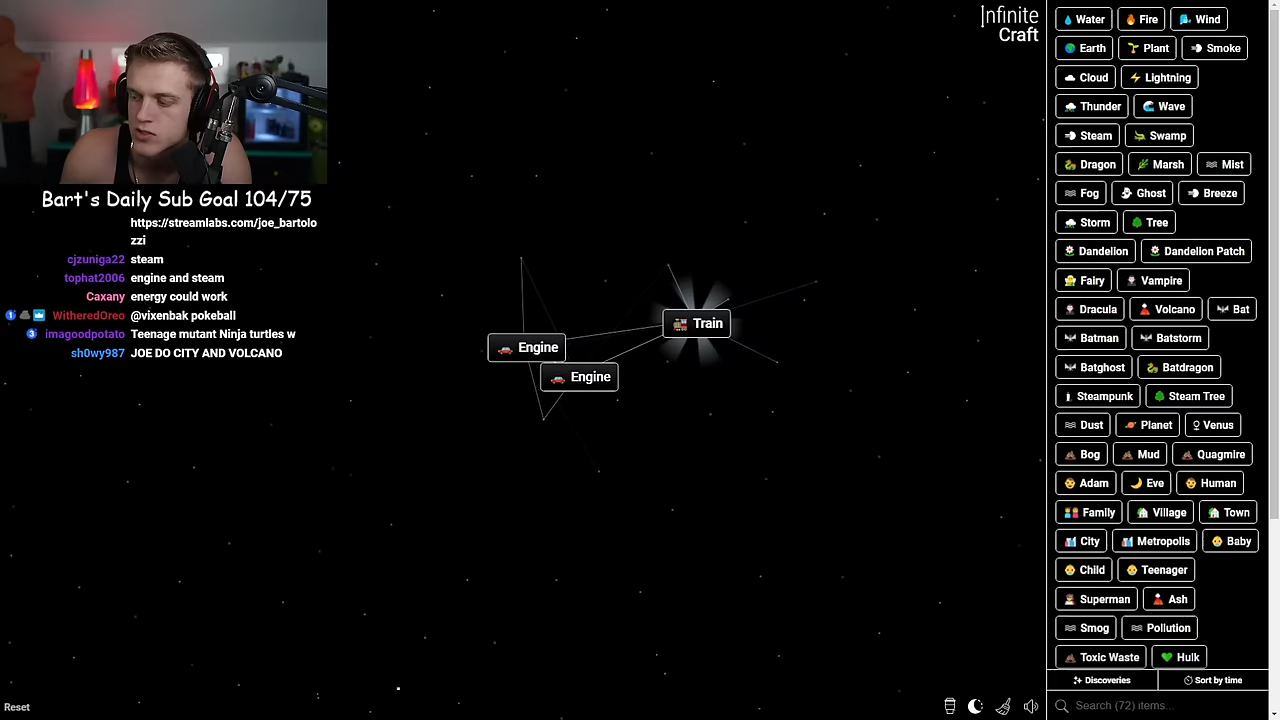 Infinite
Craft
Bart's Daily Sub Goal 104/75
https://streamlabs.com/joe_bartolo
zzi
cjzuniga22 steam
tophat2006 engine and steam
Caxany energy could work
1 WitheredOreo @vixenbak pokeball
3 imagoodpotato Teenage mutant Ninja turtles w
sh0wy987 JOE DO CITY AND VOLCANO
Train
Engine
Engine
Reset
Water Fire Wind
Earth Plant Smoke
Cloud Lightning
Thunder Wave
Steam Swamp
Dragon Marsh Mist
Fog Ghost Breeze
Storm Tree
Dandelion Dandelion Patch
Fairy Vampire
Dracula Volcano Bat
Batman Batstorm
Batghost Batdragon
Steampunk Steam Tree
Dust Planet Venus
Bog Mud Quagmire
Adam Eve Human
Family Village Town
City Metropolis Baby
Child Teenager
Superman Ash
Smog Pollution
Toxic Waste Hulk
Discoveries Sort by time
Search (72) items...